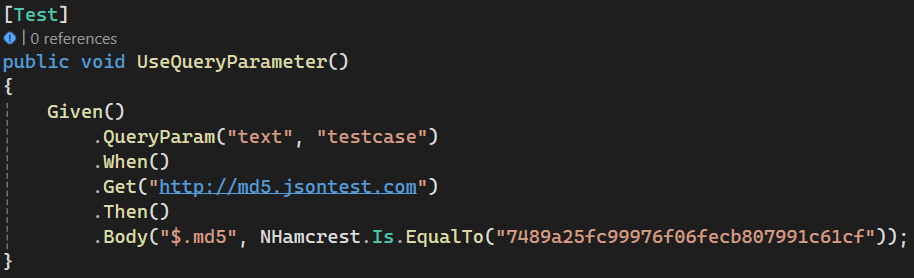 [Test]
| 0 references
public void UseQueryParameter()
{
Given()
.QueryParam("text", "testcase")
.When()
.Get("http://md5.jsontest.com")
.Then()
.Body("$.md5", NHamcrest.Is.EqualTo("7489a25fc99976f06fecb807991c61cf"));
}